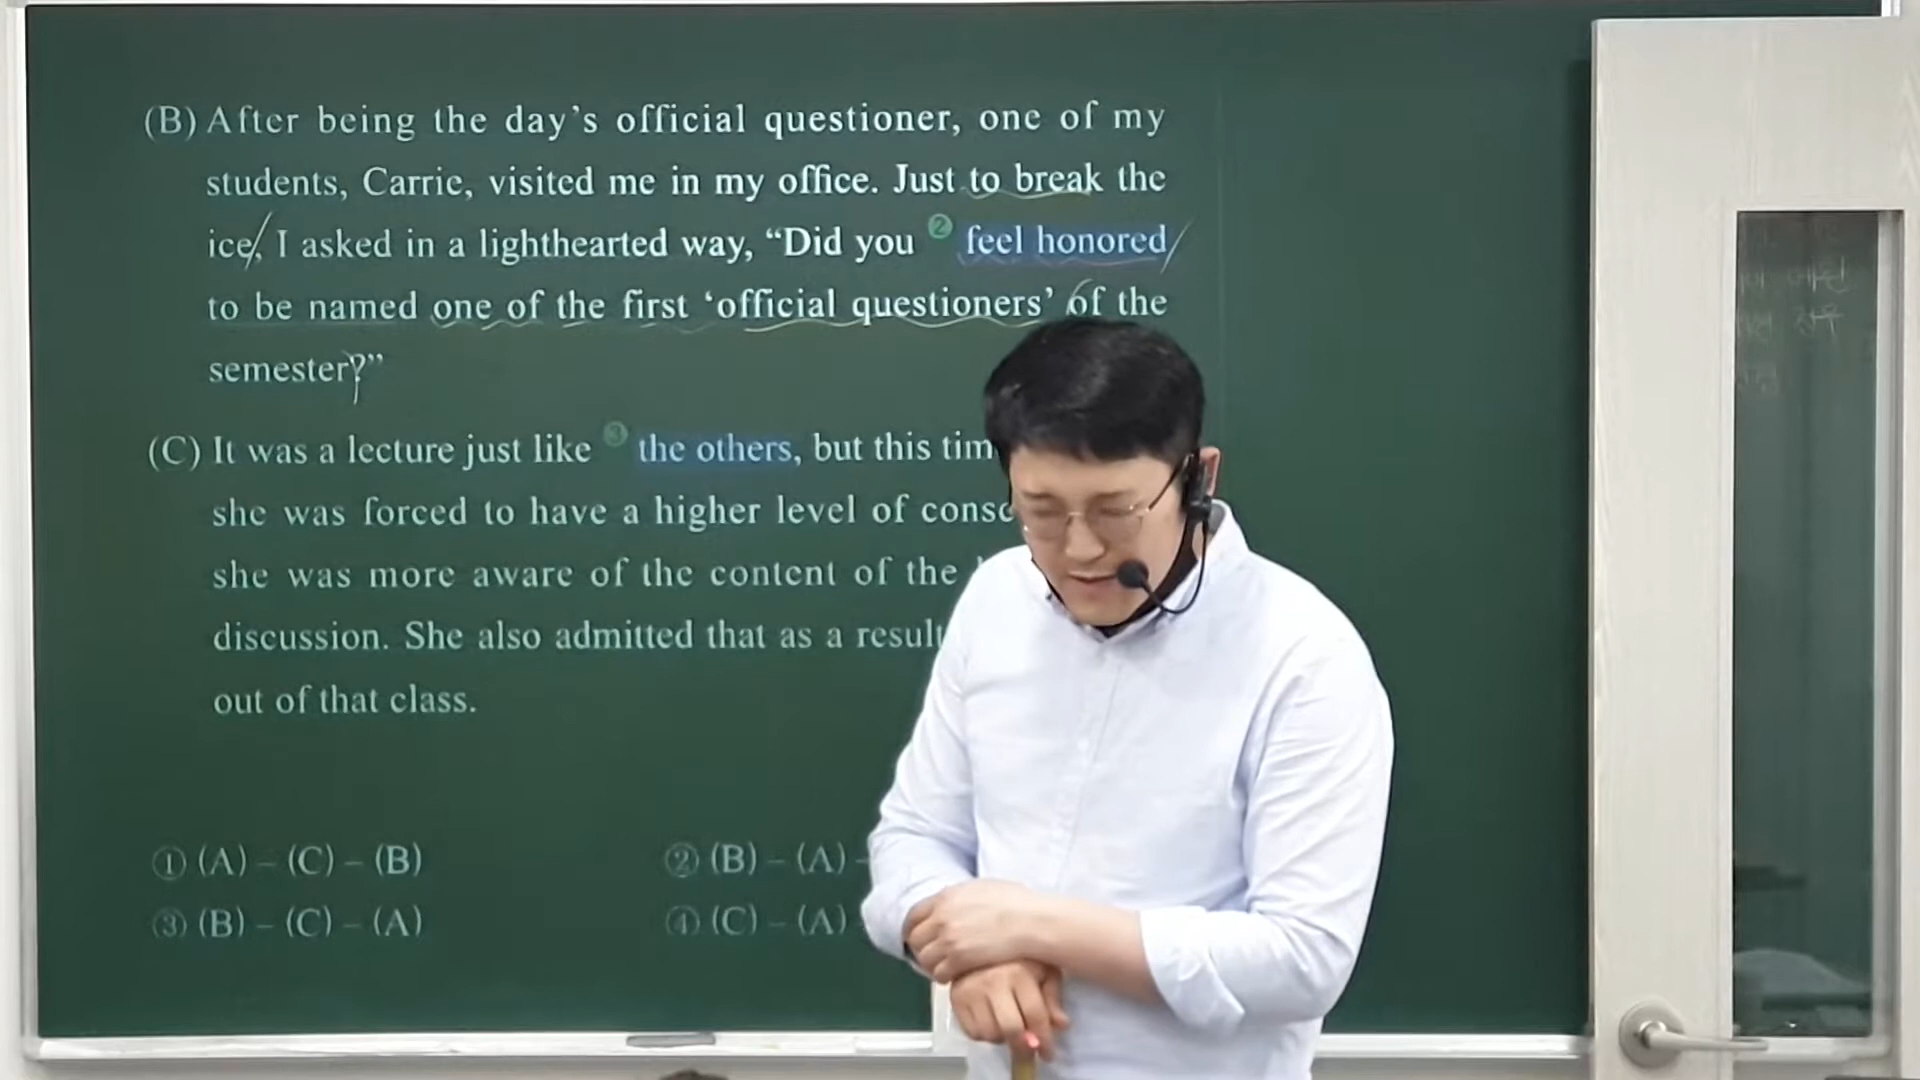 (B) After being the day's official questioner, one of my
students, Carrie, visited me in my office. Just to break the
ice, I asked in a lighthearted way, “Did you ② feel honored
to be named one of the first ‘official questioners’ of the
semester?”
(C) It was a lecture just like ③ the others, but this
she was forced to have a higher level of
she was more aware of the content of the
discussion. She also admitted that as a result
out of that class.
① (A) – (C) – (B)
② (B) – (A) –
③ (B) – (C) – (A)
④ (C) – (A)